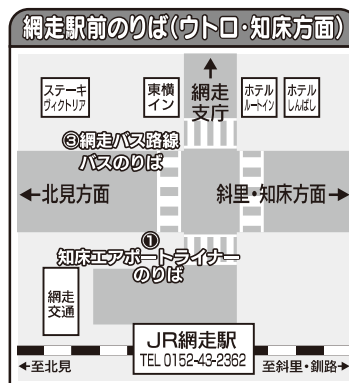 網走駅前のりば(ウトロ・知床方面)
ステーキ
ヴィクトリア
東横
イン
↑
網走
支庁
ホテル
ルートイン
ホテル
しんばし
③網走バス路線
バスのりば
←北見方面
斜里・知床方面→
①
知床エアポートライナー
のりば
網走
交通
JR網走駅
TEL 0152-43-2362
←至北見
至斜里・釧路→